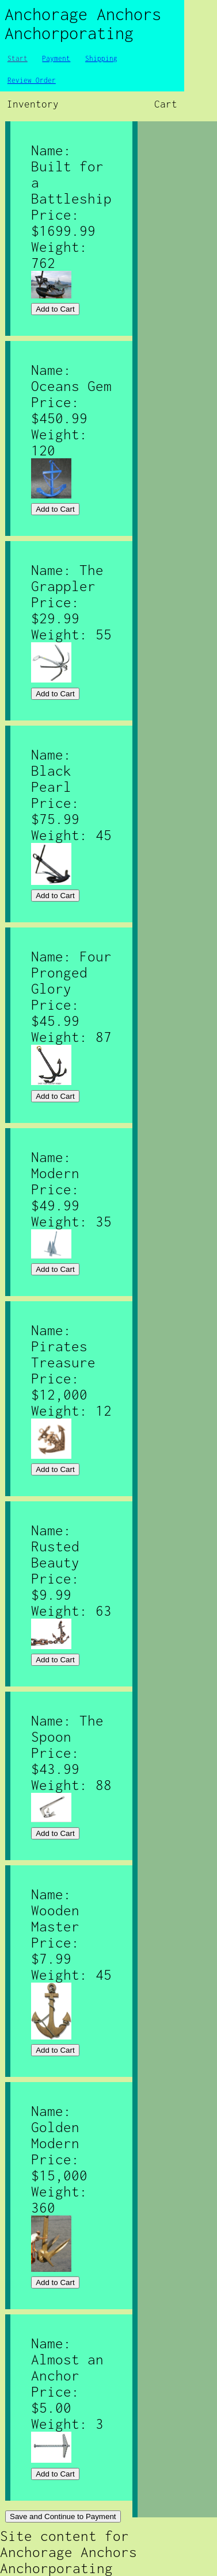 Anchorage Anchors
Anchorporating
Start Payment Shipping
Review Order
Inventory Cart
Name:
Built for
a
Battleship
Price:
$1699.99
Weight:
762
Add to Cart
Name:
Oceans Gem
Price:
$450.99
Weight:
120
Add to Cart
Name: The
Grappler
Price:
$29.99
Weight: 55
Add to Cart
Name:
Black
Pearl
Price:
$75.99
Weight: 45
Add to Cart
Name: Four
Pronged
Glory
Price:
$45.99
Weight: 87
Add to Cart
Name:
Modern
Price:
$49.99
Weight: 35
Add to Cart
Name:
Pirates
Treasure
Price:
$12,000
Weight: 12
Add to Cart
Name:
Rusted
Beauty
Price:
$9.99
Weight: 63
Add to Cart
Name: The
Spoon
Price:
$43.99
Weight: 88
Add to Cart
Name:
Wooden
Master
Price:
$7.99
Weight: 45
Add to Cart
Name:
Golden
Modern
Price:
$15,000
Weight:
360
Add to Cart
Name:
Almost an
Anchor
Price:
$5.00
Weight: 3
Add to Cart
Save and Continue to Payment
Site content for
Anchorage Anchors
Anchorporating